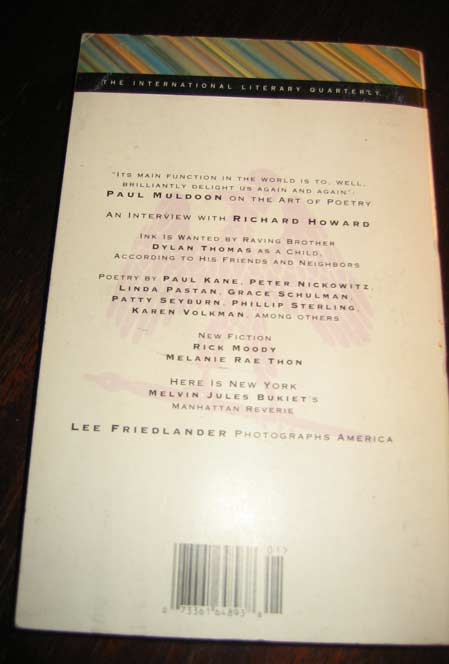 THE INTERNATIONAL LITERARY QUARTERLY
"ITS MAIN FUNCTION IN THE WORLD IS TO, WELL,
BRILLIANTLY DELIGHT US AGAIN AND AGAIN":
PAUL MULDOON ON THE ART OF POETRY
AN INTERVIEW WITH RICHARD HOWARD
INK IS WANTED BY RAVING BROTHER
DYLAN THOMAS AS A CHILD,
ACCORDING TO HIS FRIENDS AND NEIGHBORS
POETRY BY PAUL KANE, PETER NICKOWITZ,
LINDA PASTAN, GRACE SCHULMAN,
PATTY SEYBURN, PHILLIP STERLING,
KAREN VOLKMAN, AMONG OTHERS
NEW FICTION
RICK MOODY
MELANIE RAE THON
HERE IS NEW YORK
MELVIN JULES BUKIET'S
MANHATTAN REVERIE
LEE FRIEDLANDER PHOTOGRAPHS AMERICA
01>
73361 64893